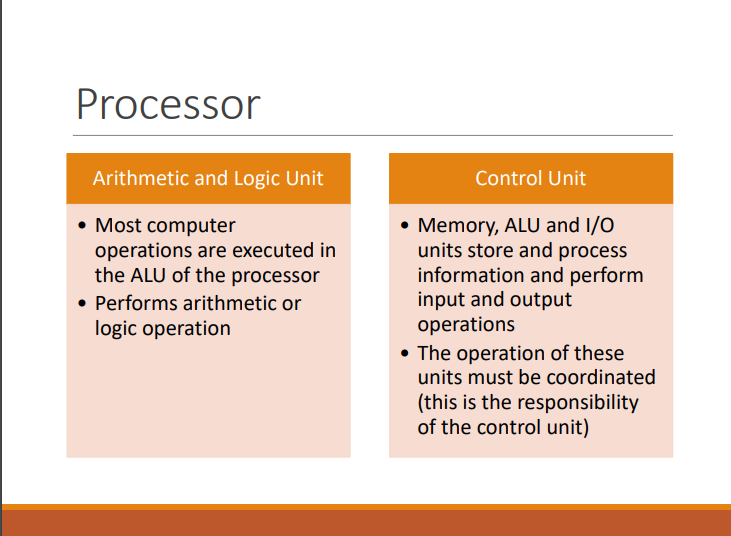 Processor
Arithmetic and Logic Unit
• Most computer
operations are executed in
the ALU of the processor
• Performs arithmetic or
logic operation
Control Unit
• Memory, ALU and I/O
units store and process
information and perform
input and output
operations
• The operation of these
units must be coordinated
(this is the responsibility
of the control unit)